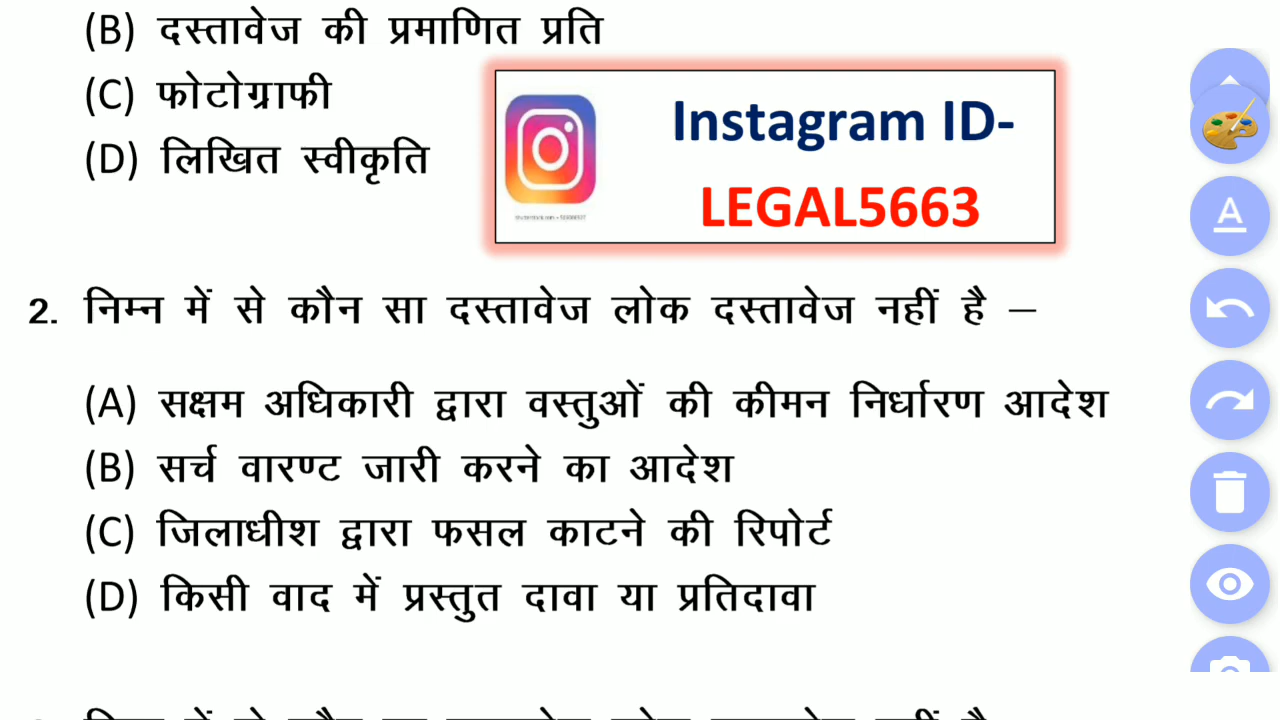 (B) दस्तावेज की प्रमाणित प्रति
(C) फोटोग्राफी
(D) लिखित स्वीकृति
Instagram ID-
LEGAL5663
2. निम्न में से कौन सा दस्तावेज लोक दस्तावेज नहीं है –
(A) सक्षम अधिकारी द्वारा वस्तुओं की कीमन निर्धारण आदेश
(B) सर्च वारण्ट जारी करने का आदेश
(C) जिलाधीश द्वारा फसल काटने की रिपोर्ट
(D) किसी वाद में प्रस्तुत दावा या प्रतिदावा